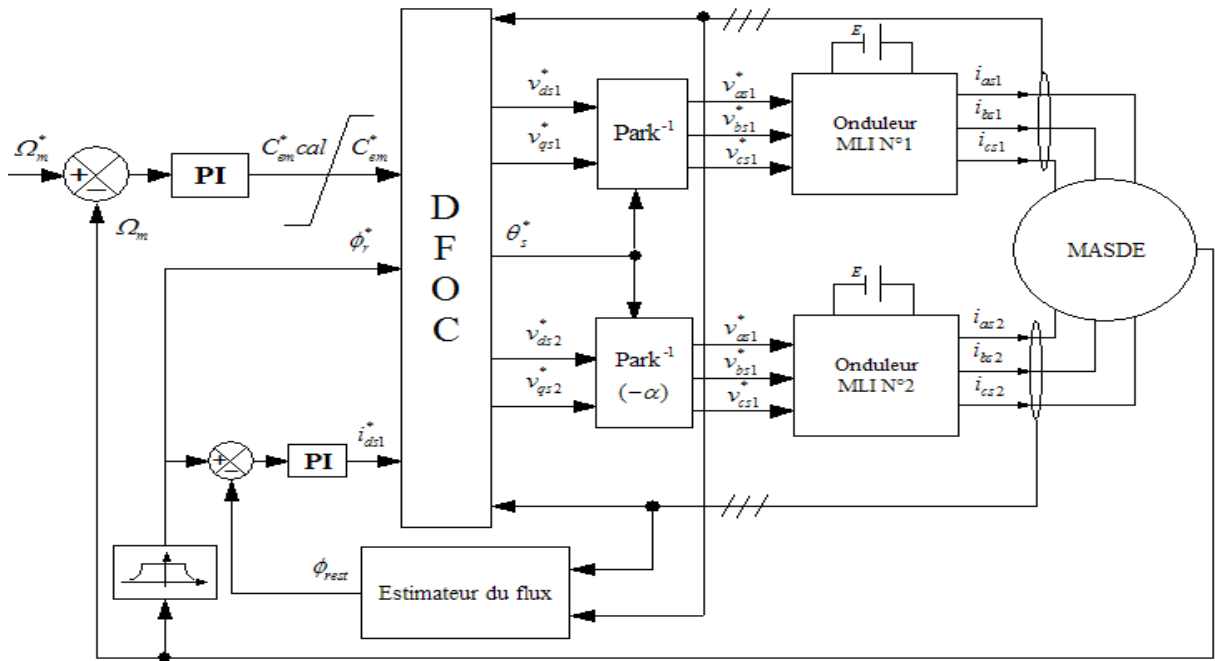 Ω*m
+
−
Ωm
PI
C*em cal
C*em
ϕ*r
D
F
O
C
v*ds1
v*qs1
θ*s
v*ds2
v*qs2
Park-1
v*as1
v*bs1
v*cs1
E
Onduleur
MLI N°1
ias1
ibs1
ics1
MASDE
Park-1
(−α)
v*as1
v*bs1
v*cs1
E
Onduleur
MLI N°2
ias2
ibs2
ics2
+
−
PI
i*ds1
ϕrest
Estimateur du flux